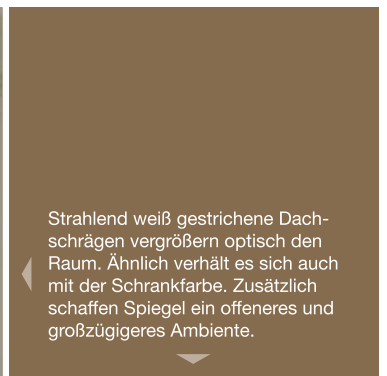 Strahlend weiß gestrichene Dach-
schrägen vergrößern optisch den
Raum. Ähnlich verhält es sich auch
mit der Schrankfarbe. Zusätzlich
schaffen Spiegel ein offeneres und
großzügigeres Ambiente.